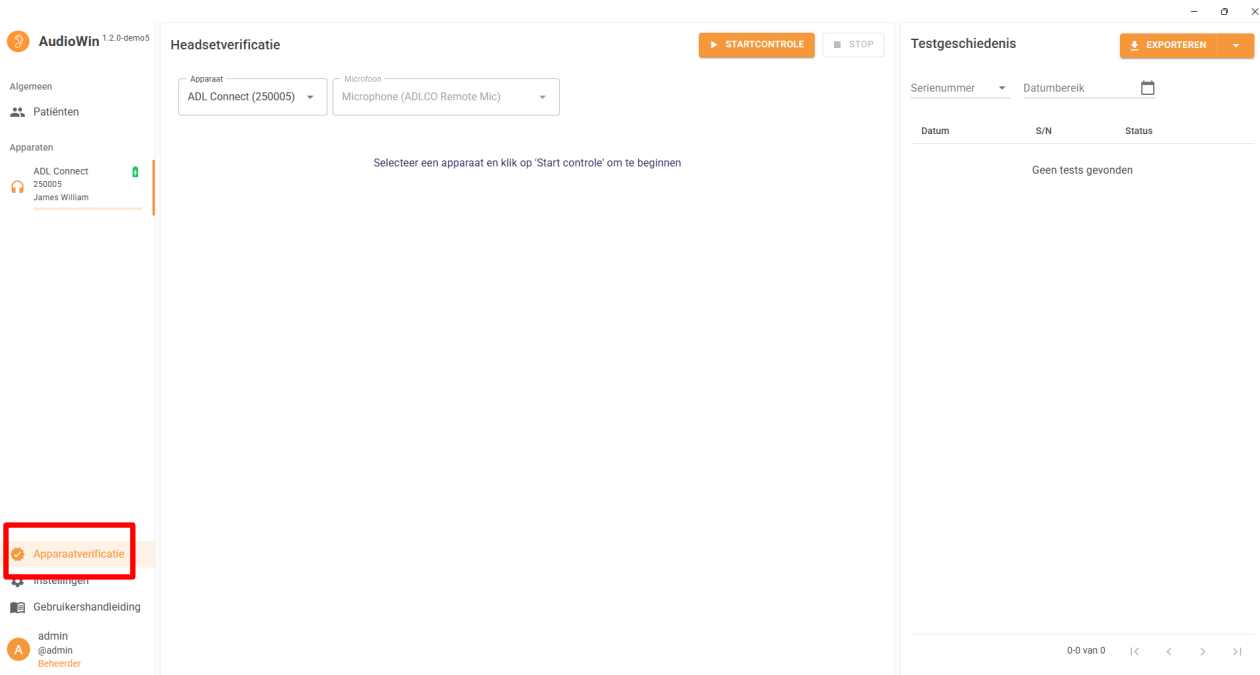 AudioWin 1.2.0-demo5
Algemeen
Patiënten
Apparaten
ADL Connect
250005
James William
Apparaatverificatie
Instellingen
Gebruikershandleiding
A
admin
@admin
Beheerder
Headsetverificatie
STARTCONTROLE
STOP
Apparaat
ADL Connect (250005)
Microfoon
Microphone (ADLCO Remote Mic)
Selecteer een apparaat en klik op 'Start controle' om te beginnen
Testgeschiedenis
EXPORTEREN
Serienummer
Datumbereik
Datum S/N Status
Geen tests gevonden
0-0 van 0